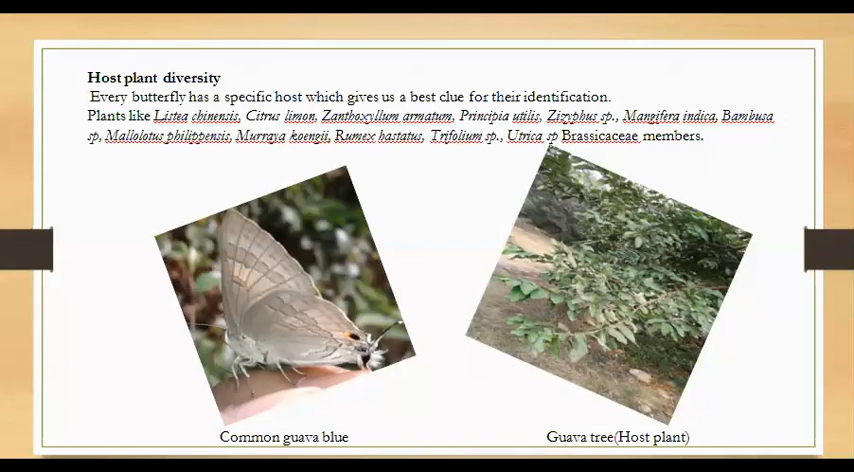 Host plant diversity
Every butterfly has a specific host which gives us a best clue for their identification.
Plants like Listea chinensis, Citrus limon, Zanthoxyllum armatum, Principia utilis, Zizyphus sp., Mangifera indica, Bambusa
sp, Mallolotus philippensis, Murraya koengii, Rumex hastatus, Trifolium sp., Utrica sp Brassicaceae members.
Common guava blue
Guava tree(Host plant)